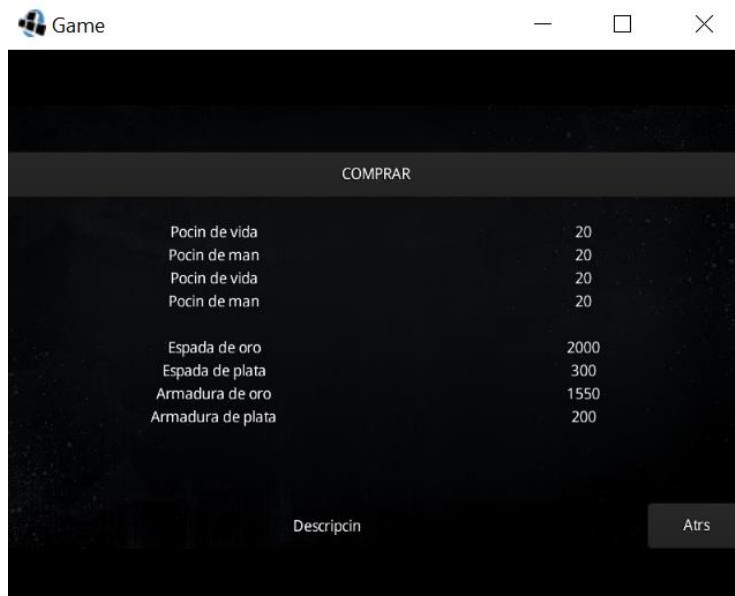 Game
COMPRAR
Pocin de vida 20
Pocin de man 20
Pocin de vida 20
Pocin de man 20
Espada de oro 2000
Espada de plata 300
Armadura de oro 1550
Armadura de plata 200
Descripcin Atrs